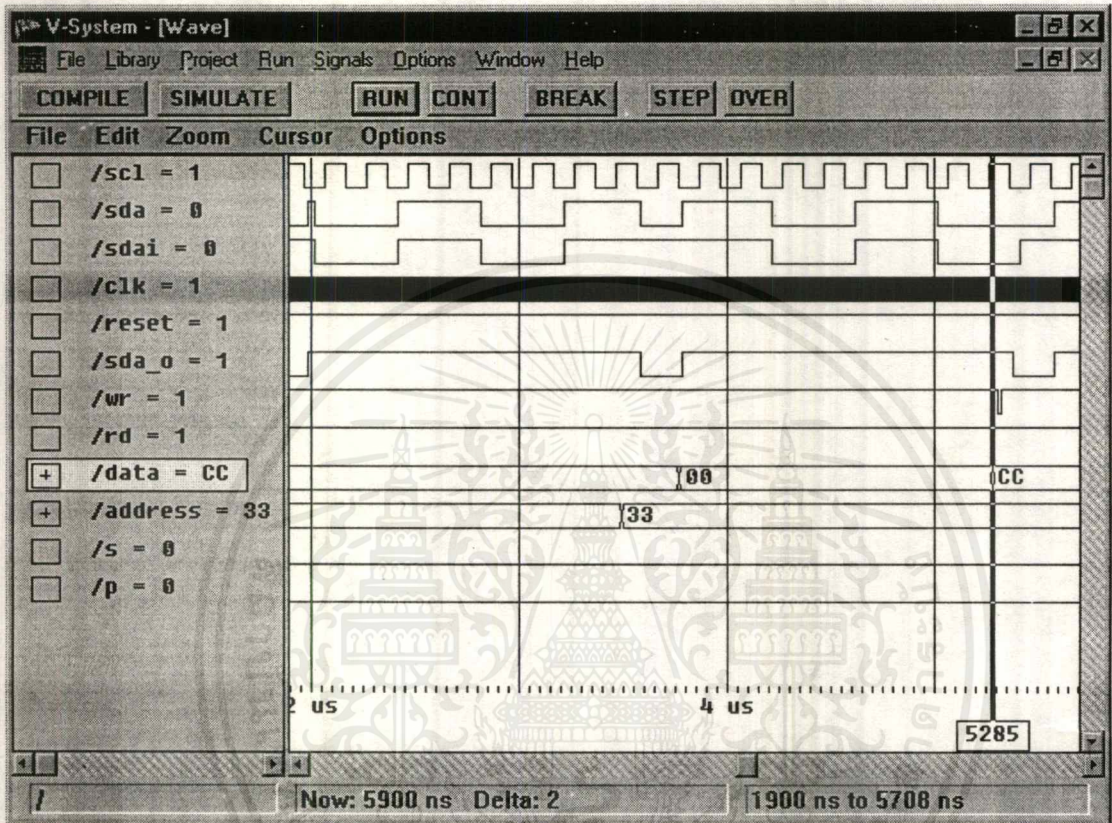 V-System - [Wave]
File Library Project Run Signals Options Window Help
COMPILE SIMULATE RUN CONT BREAK STEP OVER
File Edit Zoom Cursor Options
/scl = 1
/sda = 0
/sdai = 0
/clk = 1
/reset = 1
/sda_o = 1
/wr = 1
/rd = 1
+ /data = CC 00 CC
+ /address = 33 33
/s = 0
/p = 0
2 us 4 us
5285
/ Now: 5900 ns Delta: 2 1900 ns to 5708 ns